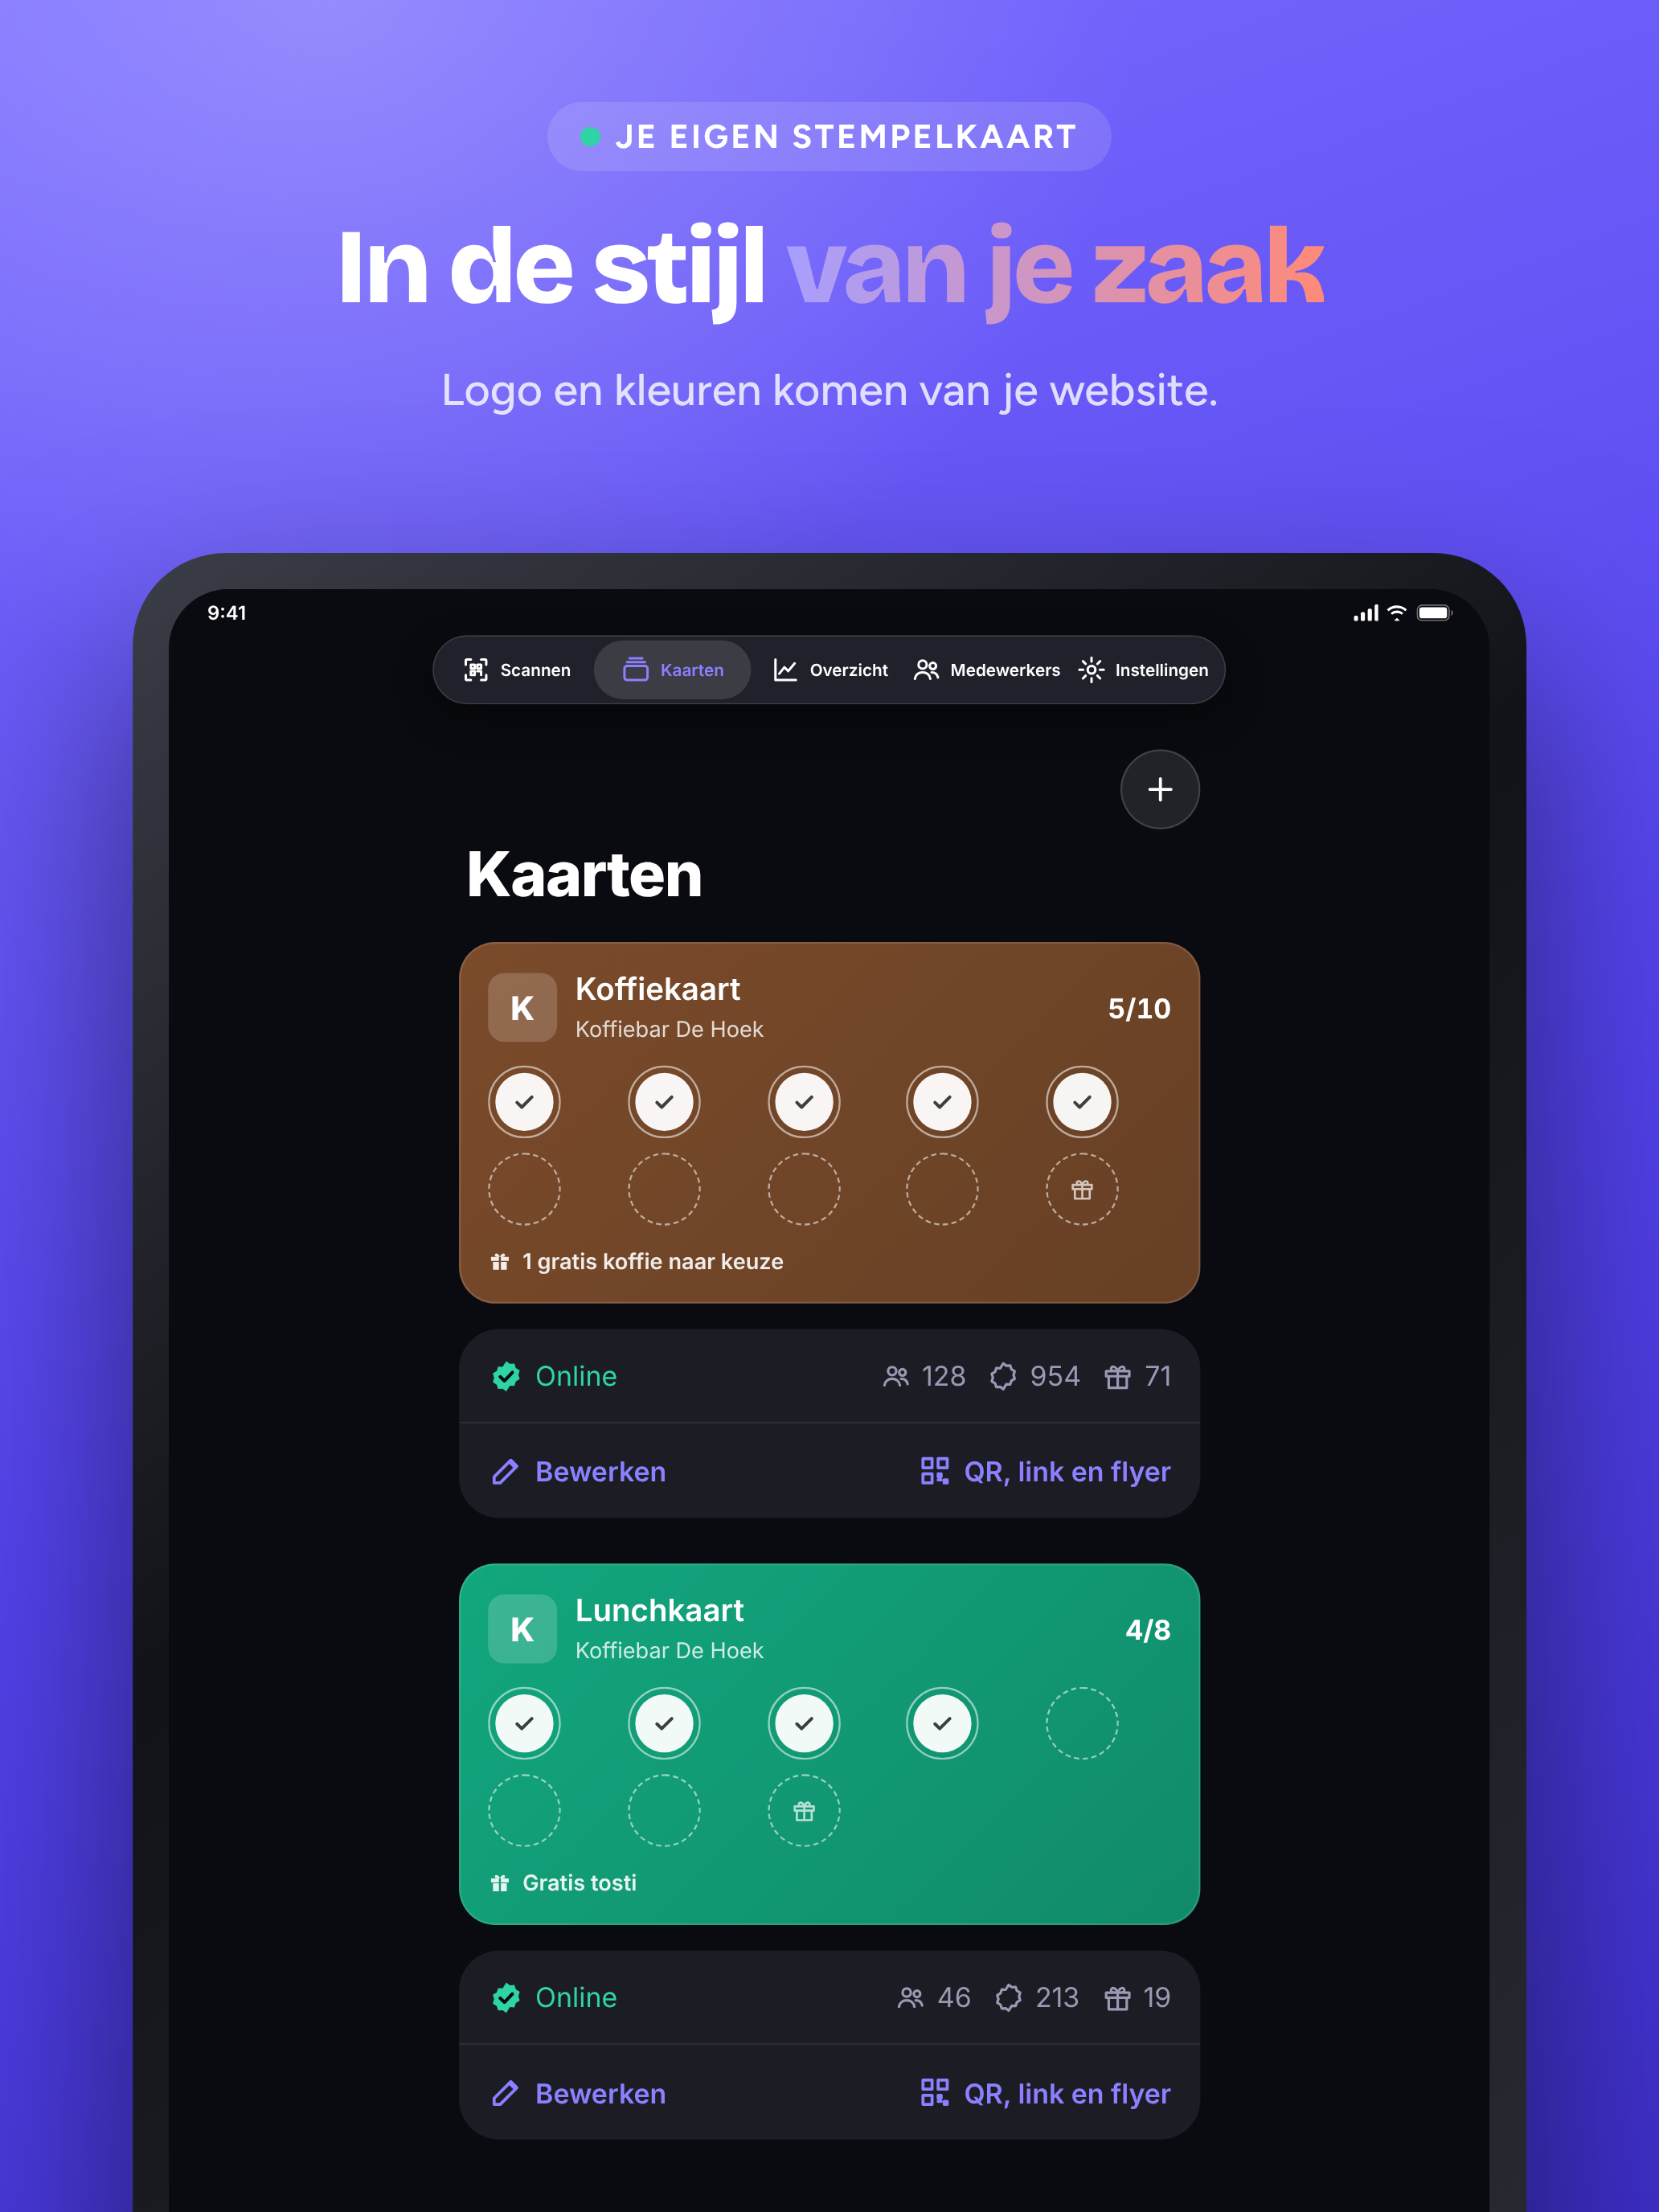 JE EIGEN STEMPELKAART
In de stijl van je zaak
Logo en kleuren komen van je website.
9:41
Scannen Kaarten Overzicht Medewerkers Instellingen
Kaarten
K Koffiekaart 5/10
Koffiebar De Hoek
1 gratis koffie naar keuze
Online 128 954 71
Bewerken QR, link en flyer
K Lunchkaart 4/8
Koffiebar De Hoek
Gratis tosti
Online 46 213 19
Bewerken QR, link en flyer